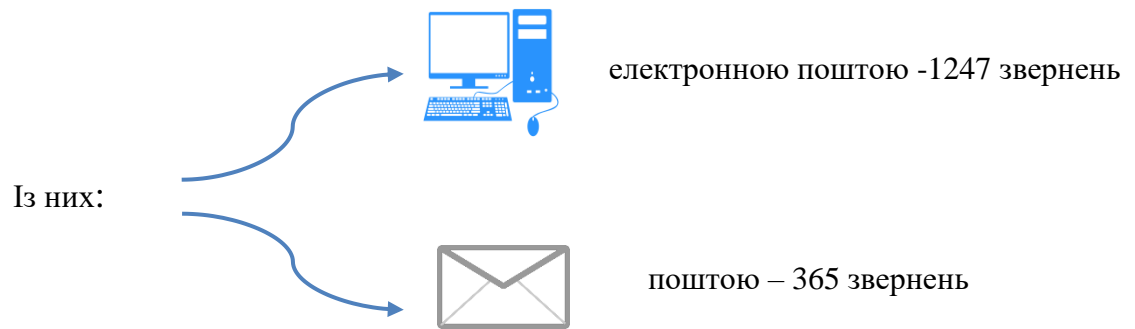 електронною поштою -1247 звернень
Із них:
поштою – 365 звернень